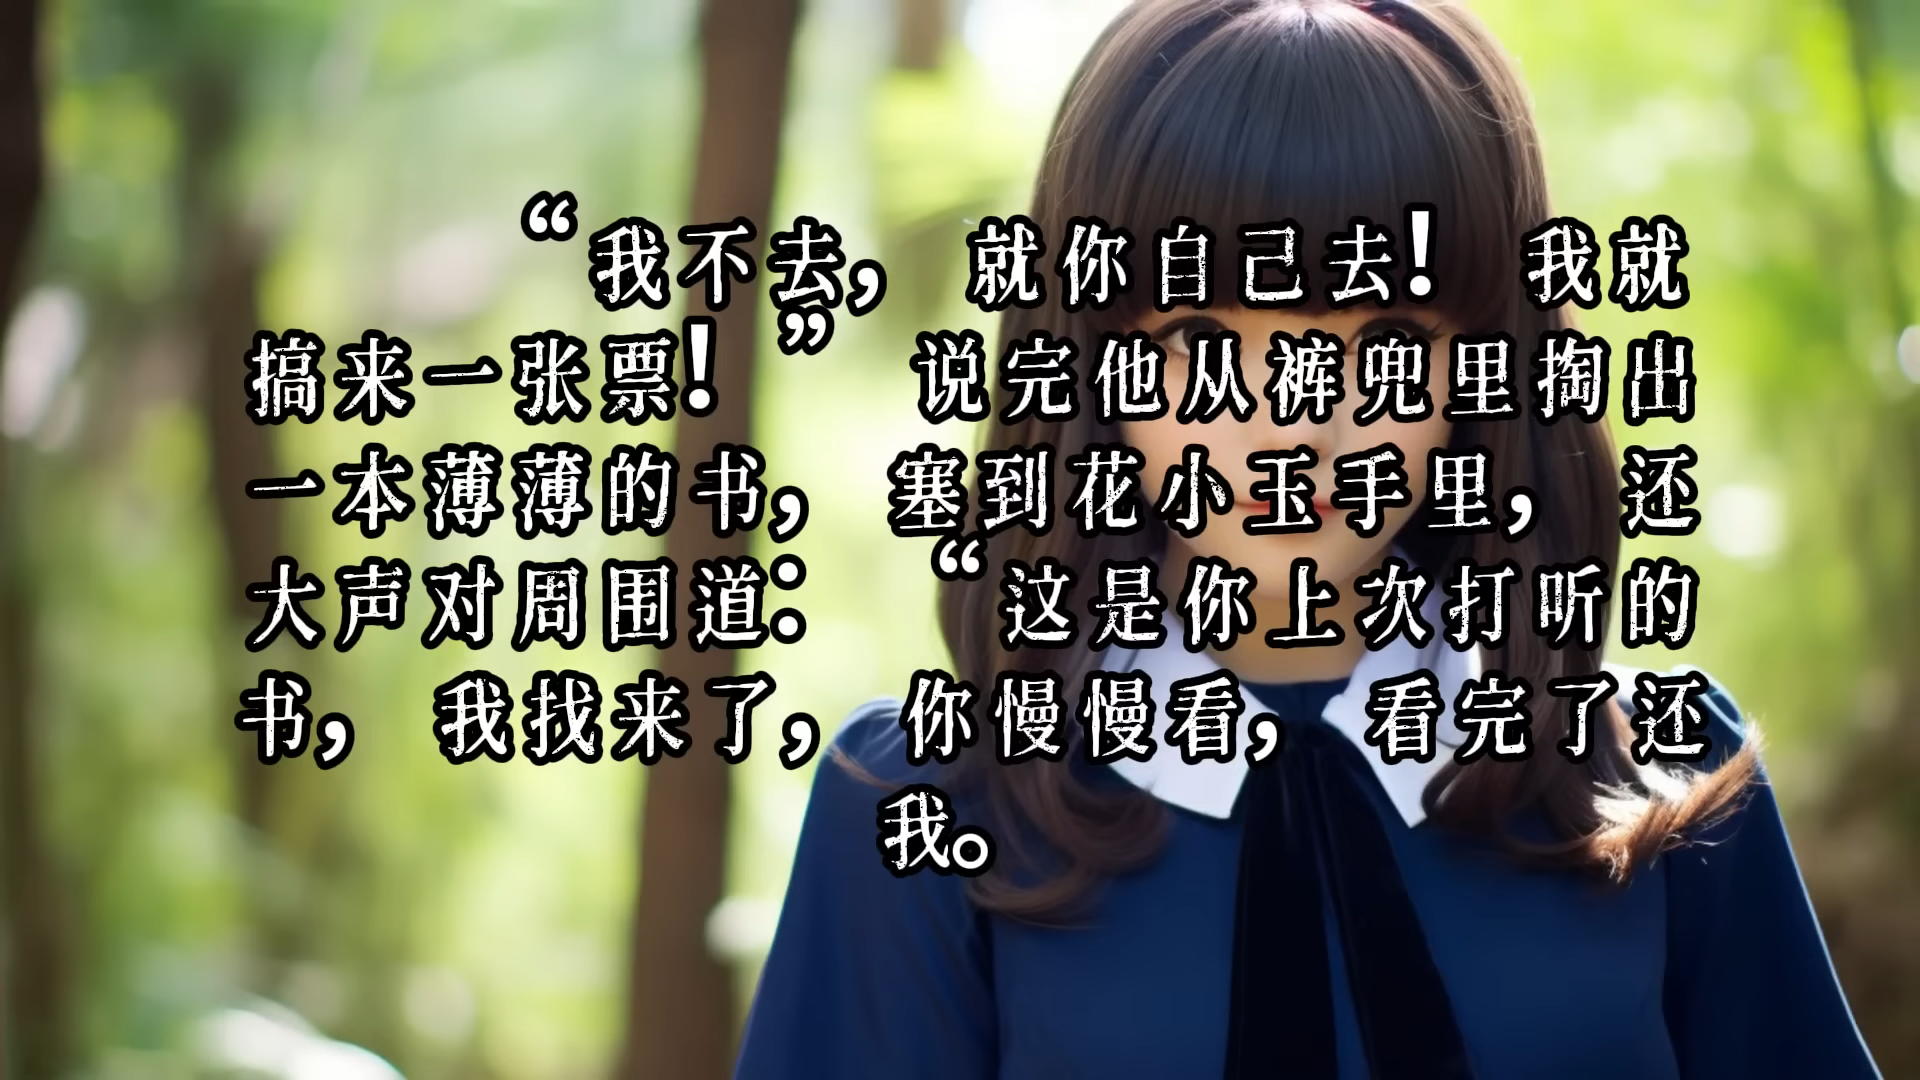 “我不去，就你自己去！我就
搞来一张票！”说完他从裤兜里掏出
一本薄薄的书，塞到花小玉手里，还
大声对周围道：“这是你上次打听的
书，我找来了，你慢慢看，看完了还
我。